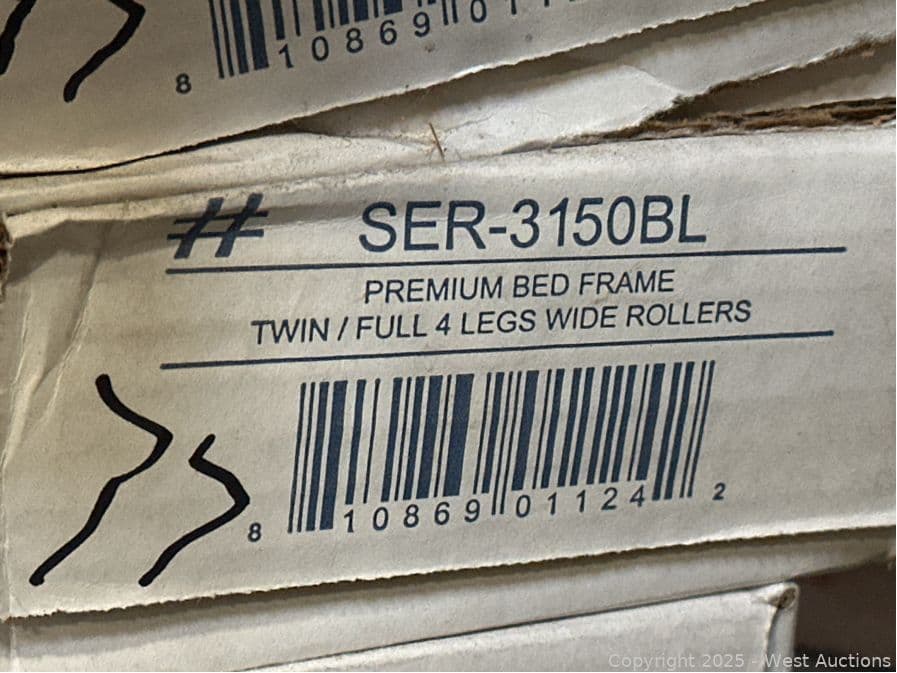 8 10869 01
# SER-3150BL
PREMIUM BED FRAME
TWIN / FULL 4 LEGS WIDE ROLLERS
8 10869 01124 2
Copyright 2025 - West Auctions